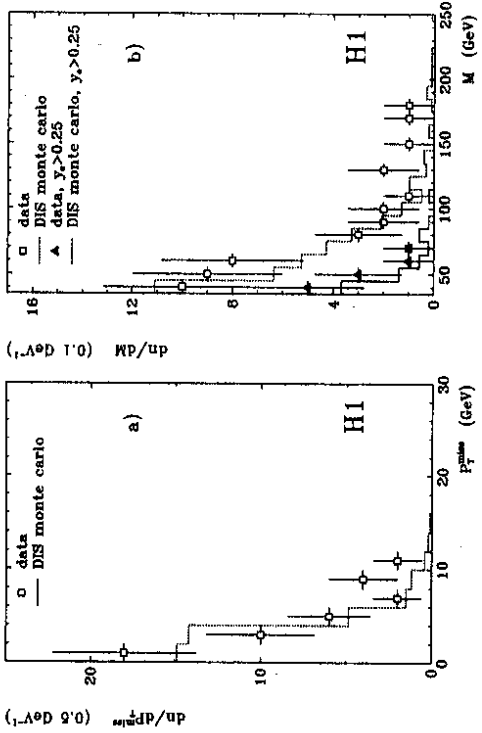 dn/dP_T^miss (0.5 GeV⁻¹)
□ data
— DIS monte carlo
a)
H1
20
10
0
0
10
20
30
P_T^miss (GeV)
dn/dM (0.1 GeV⁻¹)
□ data
DIS monte carlo
▲ data, yₑ>0.25
— DIS monte carlo, yₑ>0.25
b)
H1
16
12
8
4
0
50
100
150
200
250
M (GeV)